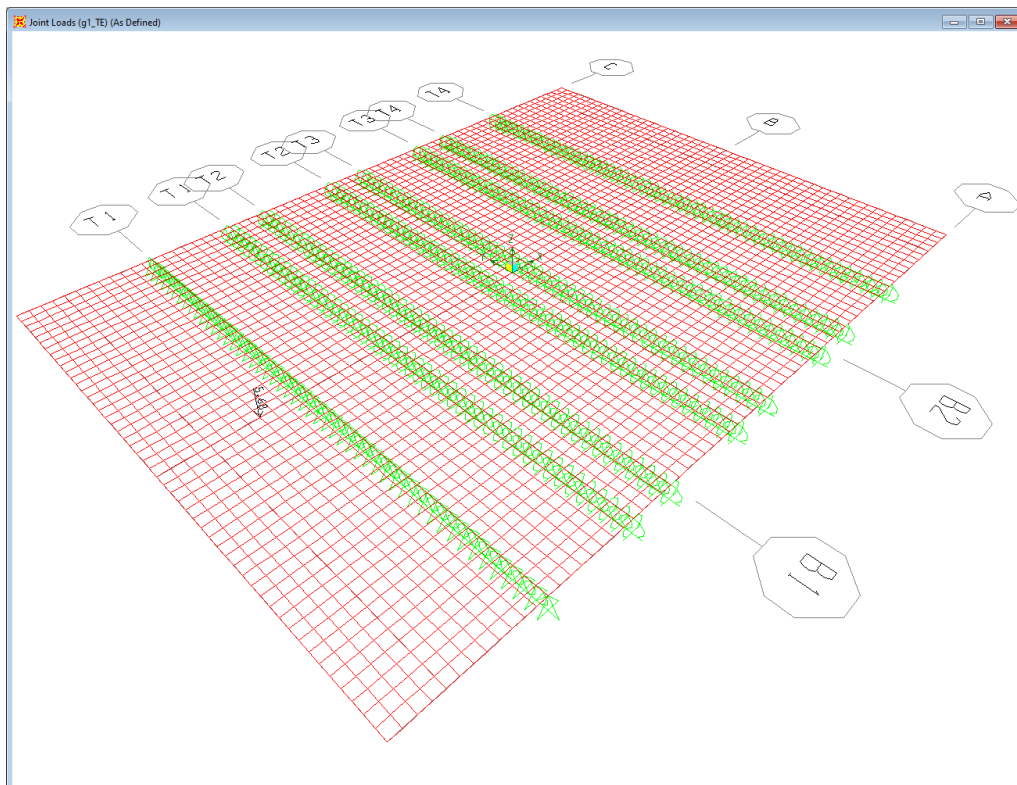 Joint Loads (g1_TE) (As Defined)
C
T4
T4
T3
B
T3
T2
T2
T1
A
T1
Z
B2
B1